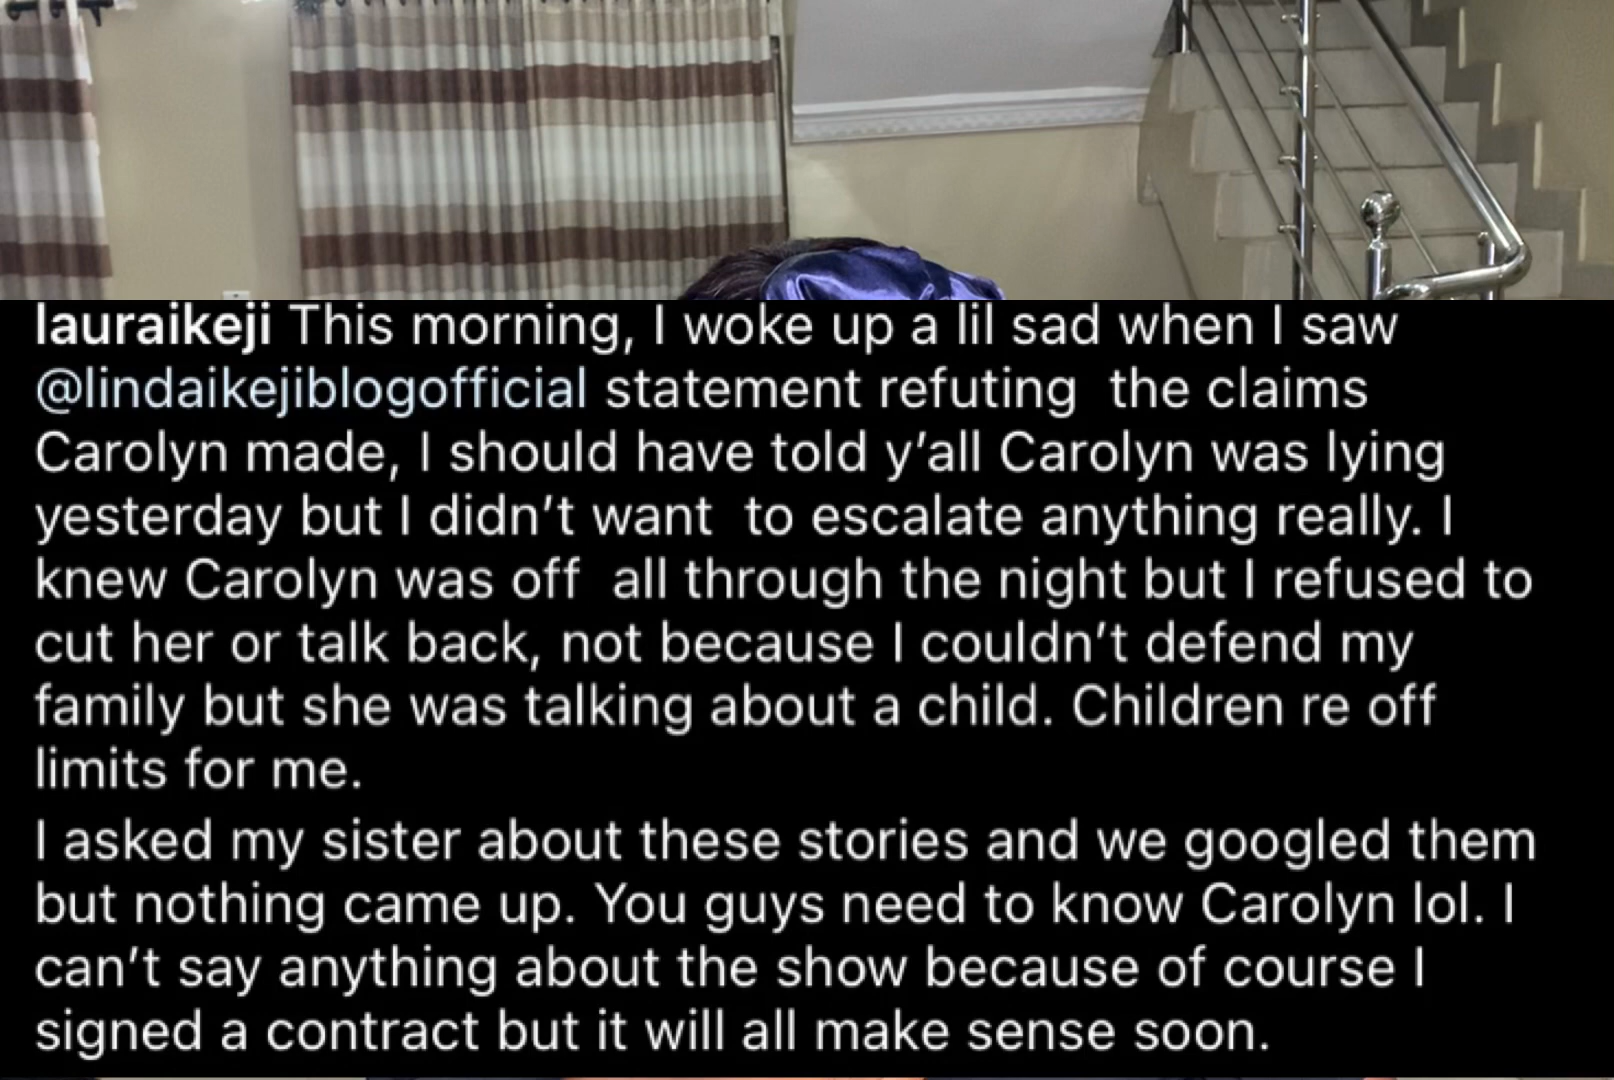 lauraikeji This morning, I woke up a lil sad when I saw
@lindaikejiblogofficial statement refuting  the claims
Carolyn made, I should have told y’all Carolyn was lying
yesterday but I didn’t want  to escalate anything really. I
knew Carolyn was off  all through the night but I refused to
cut her or talk back, not because I couldn’t defend my
family but she was talking about a child. Children re off
limits for me.
I asked my sister about these stories and we googled them
but nothing came up. You guys need to know Carolyn lol. I
can’t say anything about the show because of course I
signed a contract but it will all make sense soon.